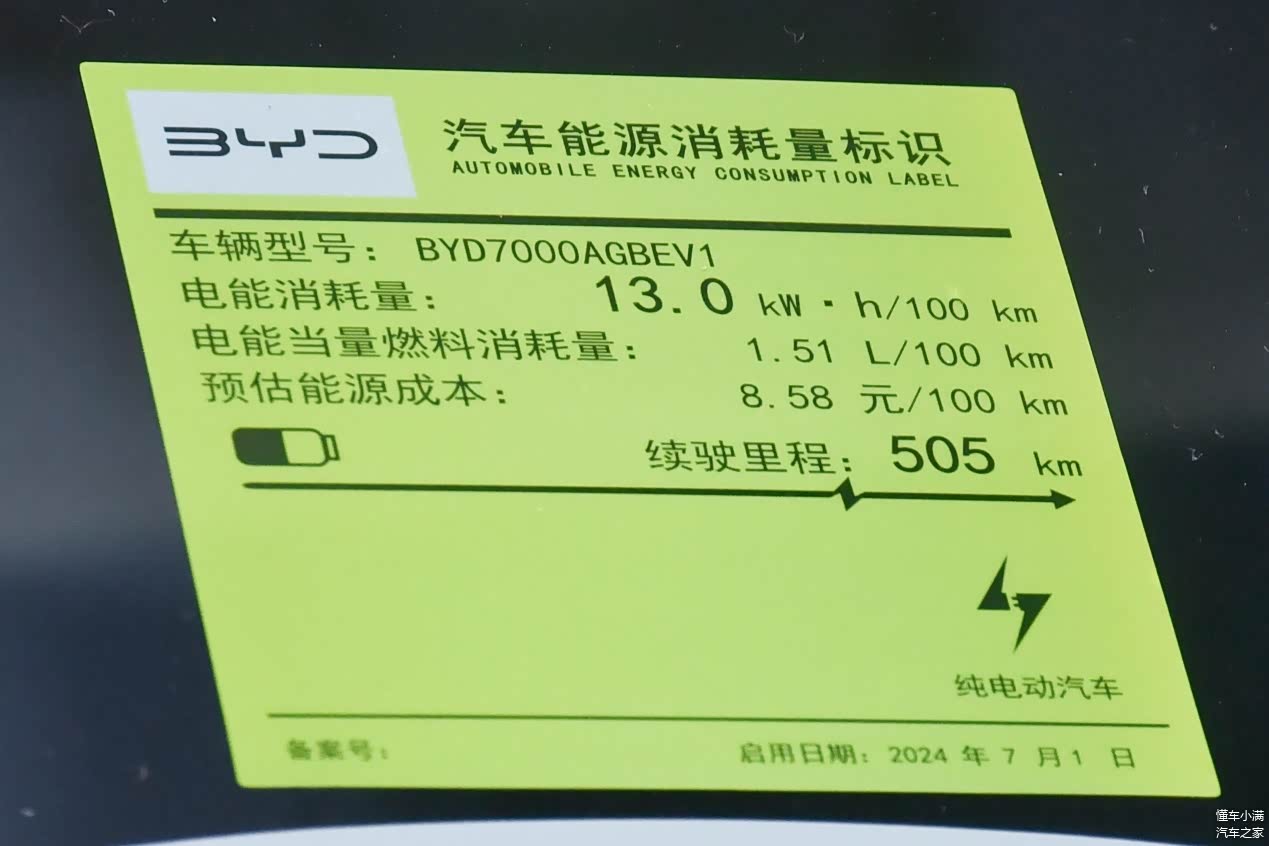 BYD
汽车能源消耗量标识
AUTOMOBILE ENERGY CONSUMPTION LABEL
车辆型号： BYD7000AGBEV1
电能消耗量： 13.0 kW·h/100 km
电能当量燃料消耗量： 1.51 L/100 km
预估能源成本： 8.58 元/100 km
续驶里程： 505 km
纯电动汽车
备案号：
启用日期： 2024 年 7 月 1 日
懂车小满
汽车之家